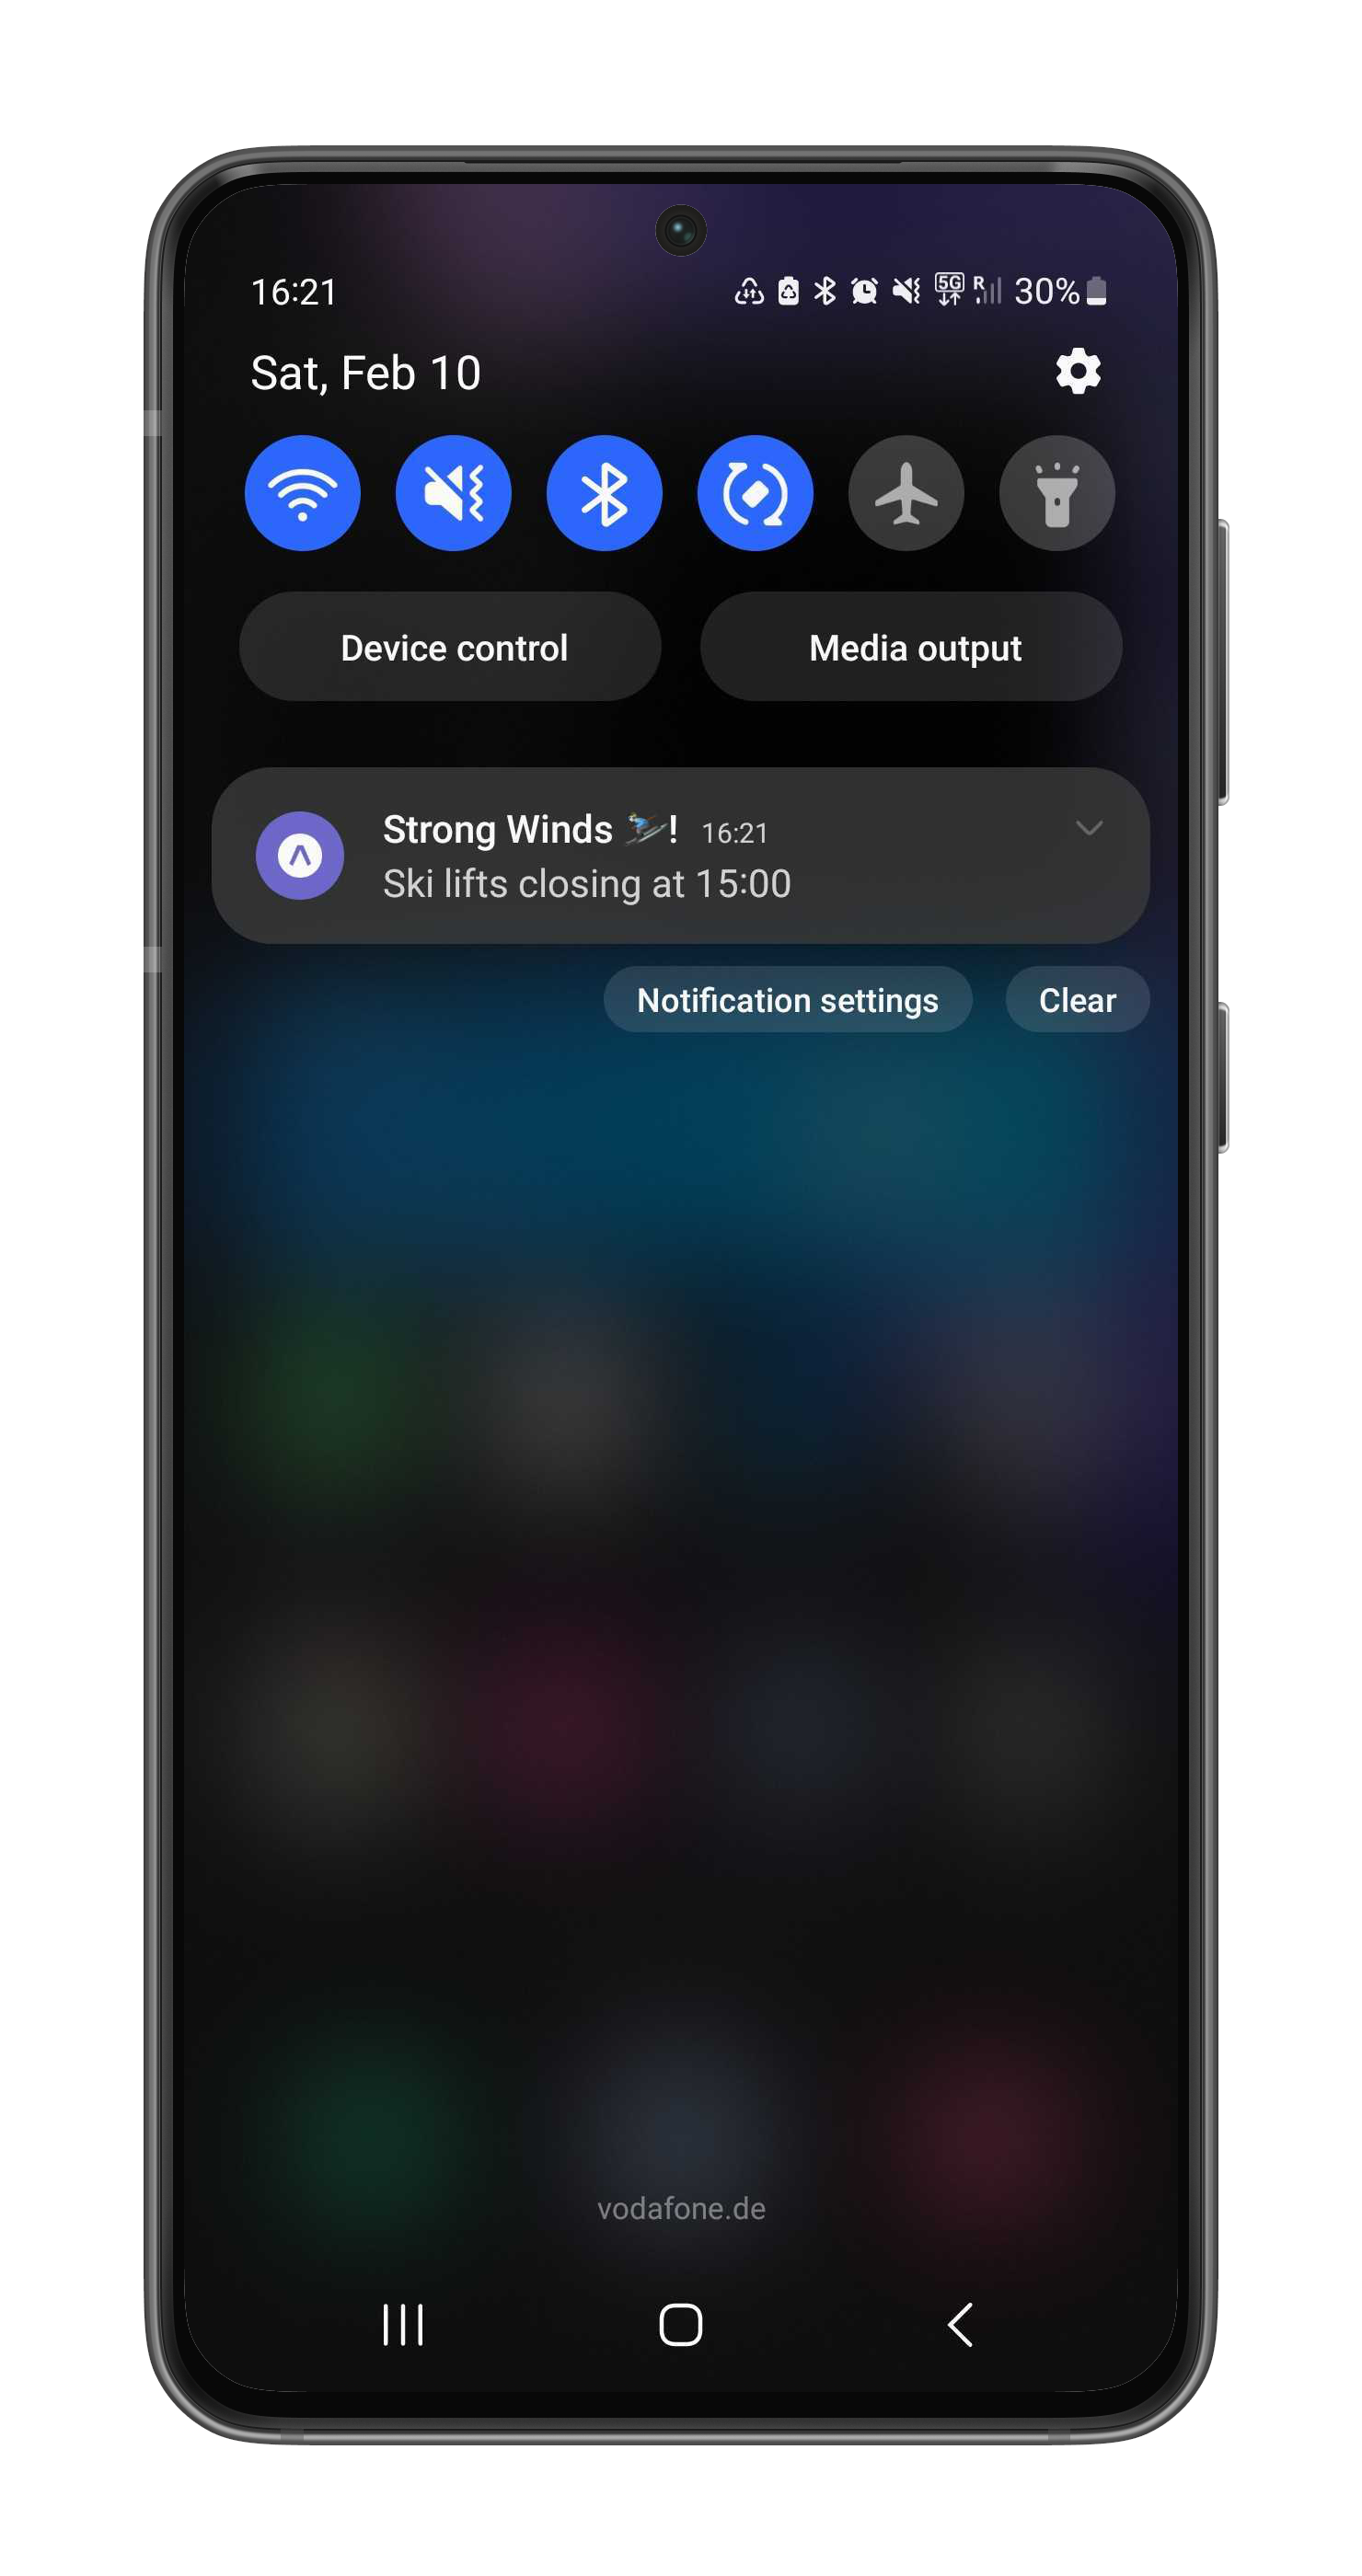 16:21 5G R 30%
Sat, Feb 10
Device control Media output
Strong Winds ⛷️! 16:21
Ski lifts closing at 15:00
Notification settings Clear
vodafone.de